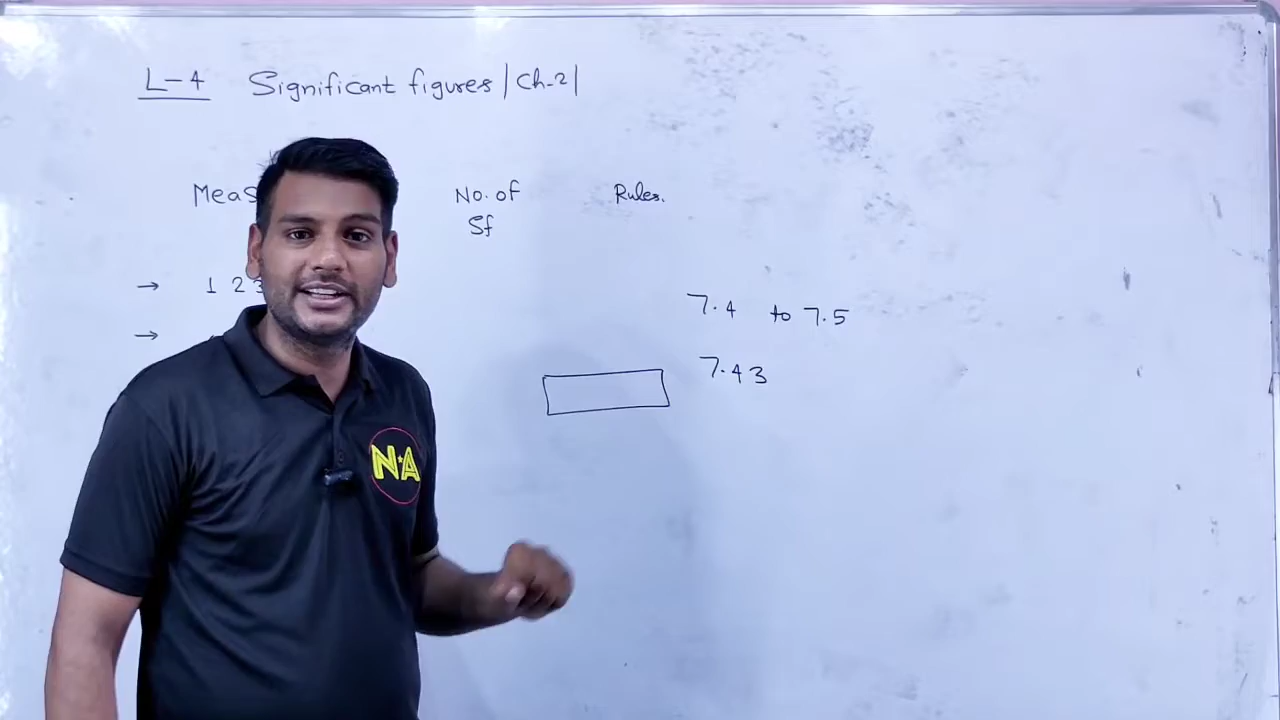 L-4 Significant figures | Ch-2 |
Meas No. of Rules.
Sf
→ 1 2 3
→
7.4 to 7.5
7.43
N★A